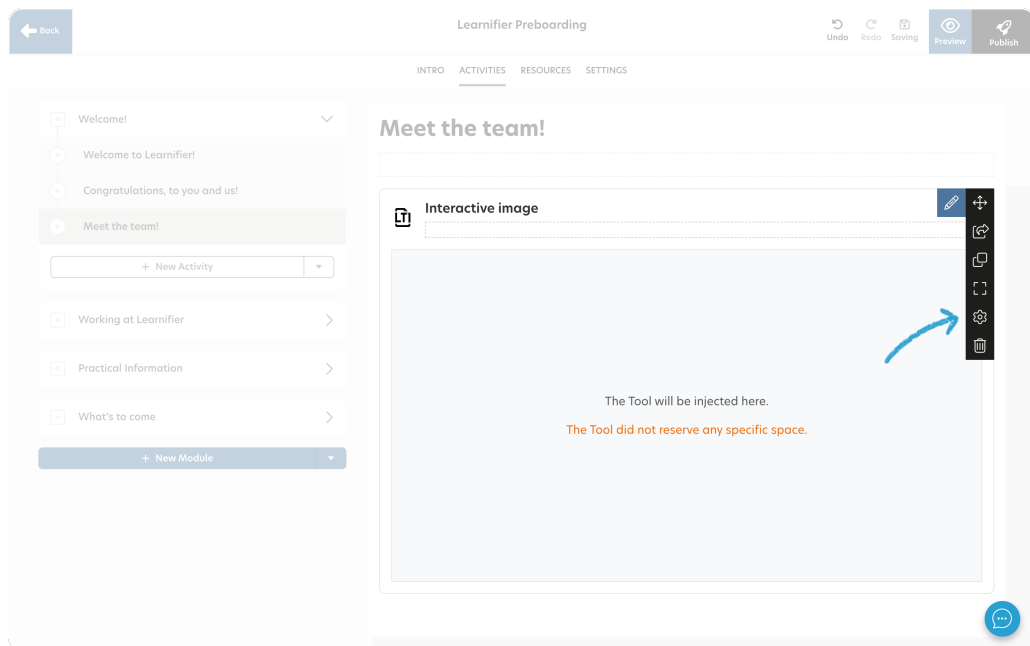 Back
Learnifier Preboarding
Undo
Redo
Saving
Preview
Publish
INTRO
ACTIVITIES
RESOURCES
SETTINGS
Welcome!
Welcome to Learnifier!
Congratulations, to you and us!
Meet the team!
+ New Activity
Working at Learnifier
Practical Information
What's to come
+ New Module
Meet the team!
LTI
Interactive image
The Tool will be injected here.
The Tool did not reserve any specific space.